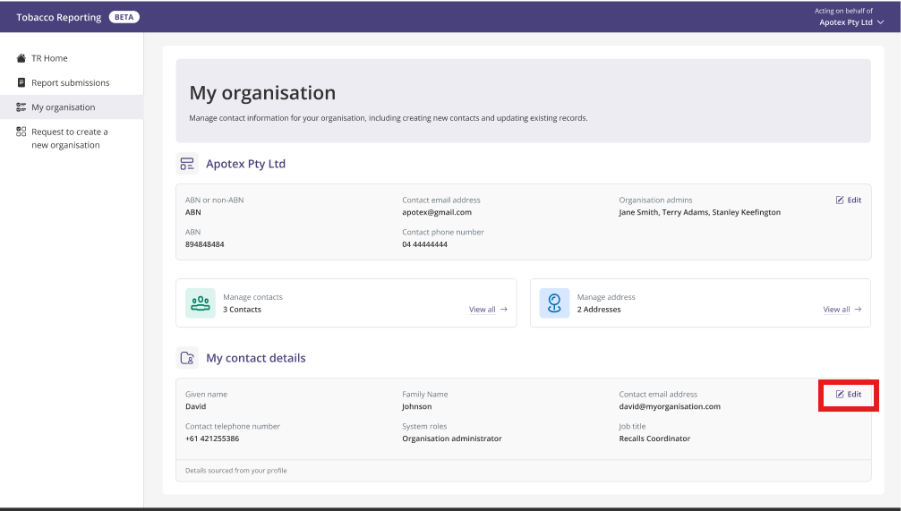 Tobacco Reporting BETA
Acting on behalf of
Apotex Pty Ltd
TR Home
Report submissions
My organisation
Request to create a
new organisation
My organisation
Manage contact information for your organisation, including creating new contacts and updating existing records.
Apotex Pty Ltd
ABN or non-ABN
ABN
Contact email address
apotex@gmail.com
Organisation admins
Jane Smith, Terry Adams, Stanley Keefington
Edit
ABN
894848484
Contact phone number
04 44444444
Manage contacts
3 Contacts
View all →
Manage address
2 Addresses
View all →
My contact details
Given name
David
Family Name
Johnson
Contact email address
david@myorganisation.com
Edit
Contact telephone number
+61 421255386
System roles
Organisation administrator
Job title
Recalls Coordinator
Details sourced from your profile